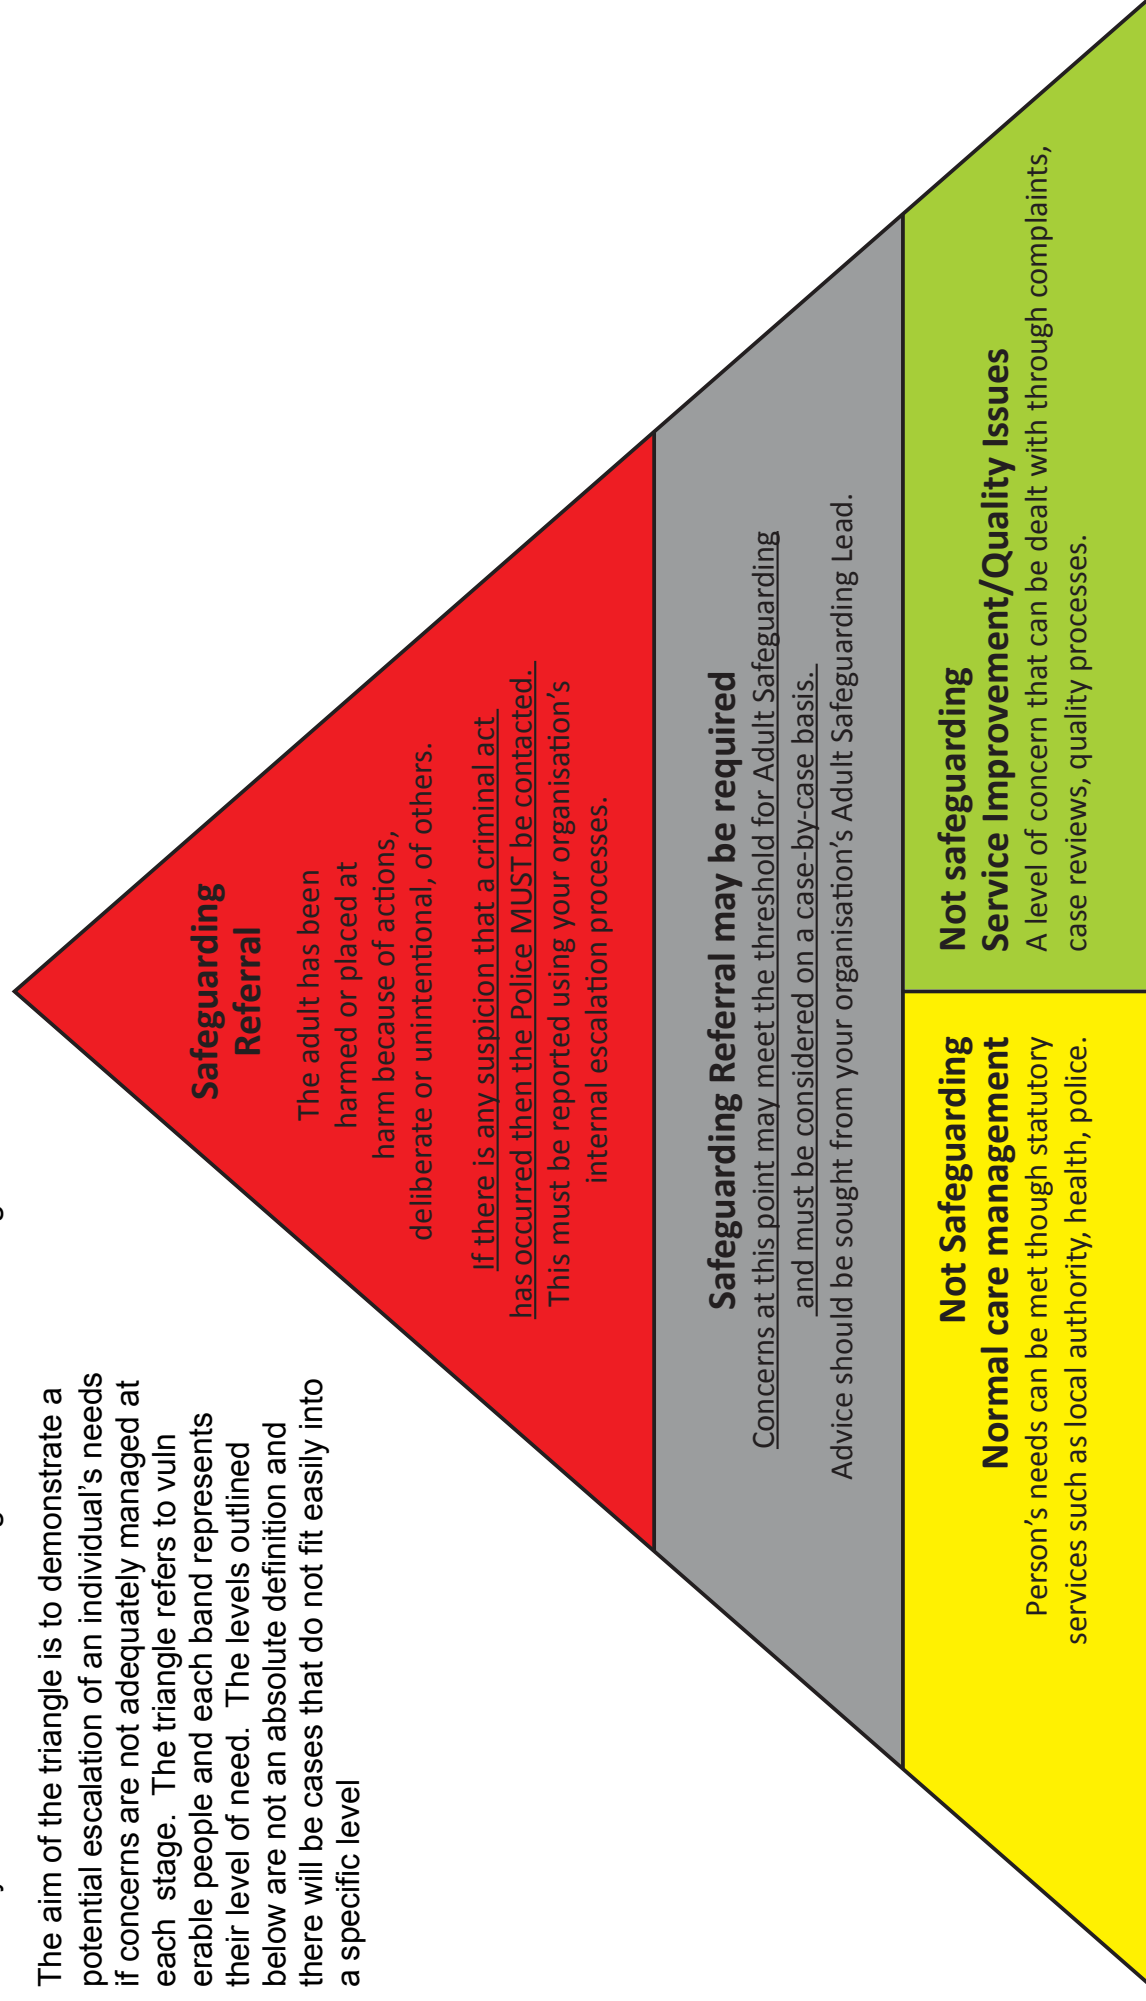 The aim of the triangle is to demonstrate a
potential escalation of an individual's needs
if concerns are not adequately managed at
each  stage.  The triangle refers to vuln
erable people and each band represents
their level of need.  The levels outlined
below are not an absolute definition and
there will be cases that do not fit easily into
a specific level
Safeguarding
Referral
The adult has been
harmed or placed at
harm because of actions,
deliberate or unintentional, of others.
If there is any suspicion that a criminal act
has occurred then the Police MUST be contacted.
This must be reported using your organisation’s
internal escalation processes.
Safeguarding Referral may be required
Concerns at this point may meet the threshold for Adult Safeguarding
and must be considered on a case-by-case basis.
Advice should be sought from your organisation’s Adult Safeguarding Lead.
Not Safeguarding
Normal care management
Person’s needs can be met though statutory
services such as local authority, health, police.
Not safeguarding
Service Improvement/Quality Issues
A level of concern that can be dealt with through complaints,
case reviews, quality processes.